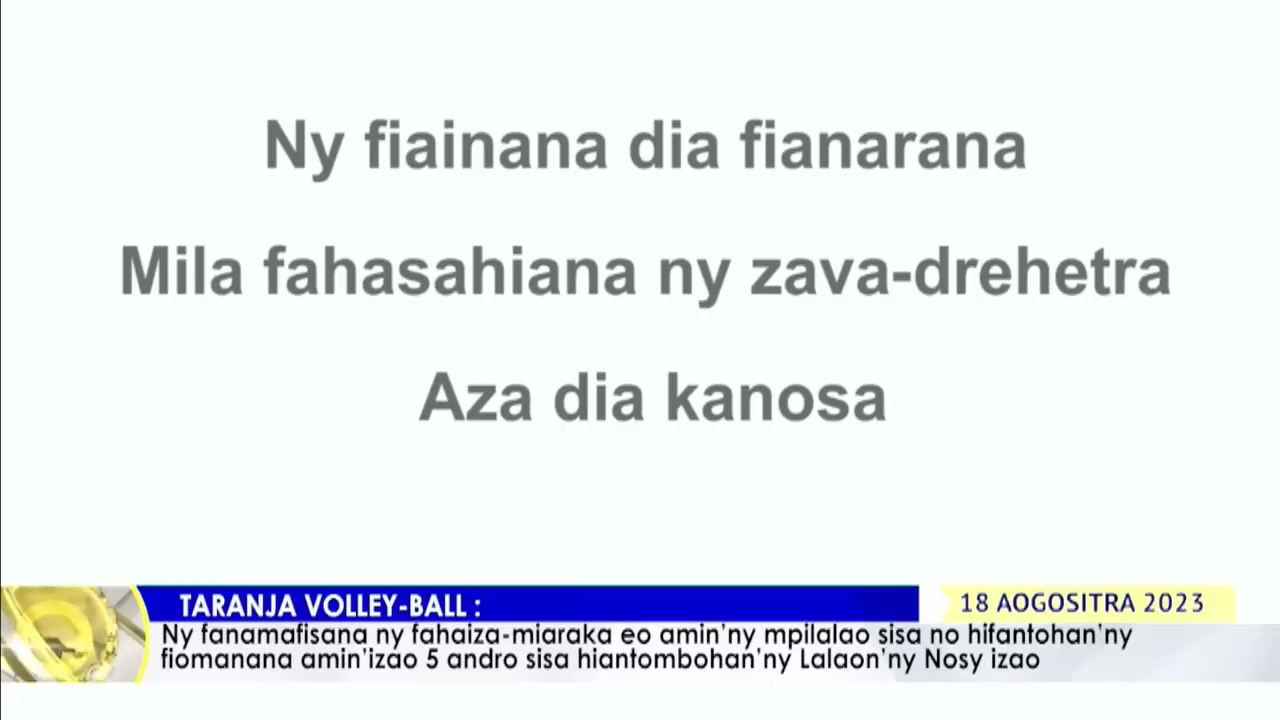 Ny fiainana dia fianarana
Mila fahasahiana ny zava-drehetra
Aza dia kanosa
TARANJA VOLLEY-BALL :
18 AOGOSITRA 2023
Ny fanamafisana ny fahaiza-miaraka eo amin'ny mpilalao sisa no hifantohan'ny
fiomanana amin'izao 5 andro sisa hiantombohan'ny Lalaon'ny Nosy izao